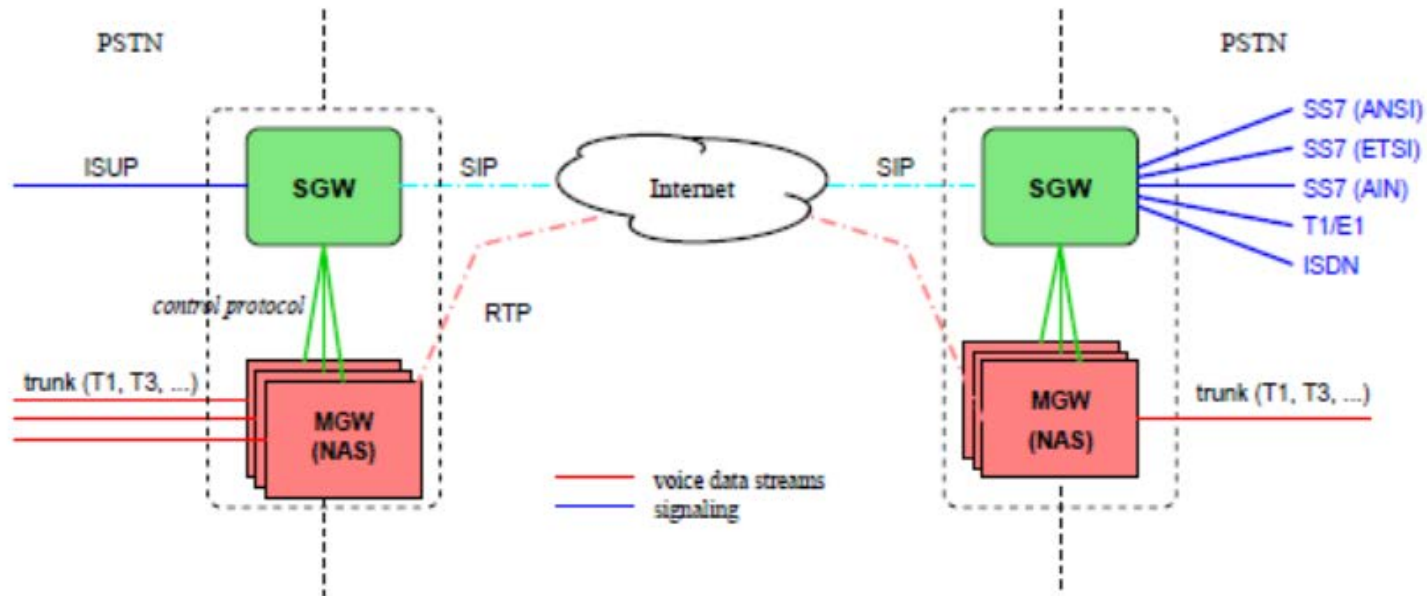 PSTN
PSTN
ISUP
SGW
SIP
Internet
SIP
SGW
SS7 (ANSI)
SS7 (ETSI)
SS7 (AIN)
T1/E1
ISDN
control protocol
RTP
trunk (T1, T3, ...)
MGW
(NAS)
MGW
(NAS)
trunk (T1, T3, ...)
voice data streams
signaling